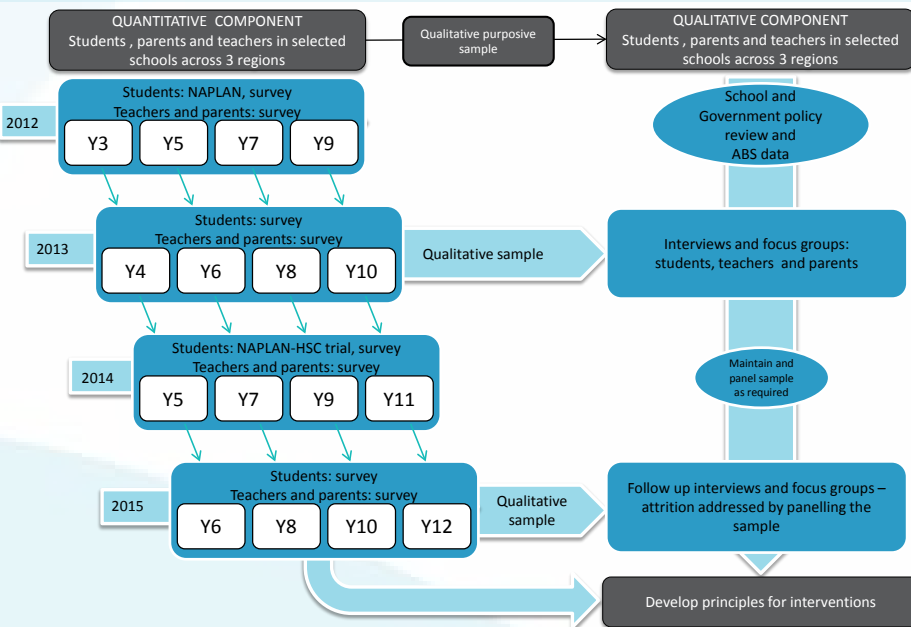 QUANTITATIVE COMPONENT
Students , parents and teachers in selected
schools across 3 regions
Qualitative purposive
sample
QUALITATIVE COMPONENT
Students , parents and teachers in selected
schools across 3 regions
2012
Students: NAPLAN, survey
Teachers and parents: survey
Y3
Y5
Y7
Y9
School and
Government policy
review and
ABS data
2013
Students: survey
Teachers and parents: survey
Y4
Y6
Y8
Y10
Qualitative sample
Interviews and focus groups:
students, teachers and parents
2014
Students: NAPLAN-HSC trial, survey
Teachers and parents: survey
Y5
Y7
Y9
Y11
Maintain and
panel sample
as required
2015
Students: survey
Teachers and parents: survey
Y6
Y8
Y10
Y12
Qualitative
sample
Follow up interviews and focus groups –
attrition addressed by panelling the
sample
Develop principles for interventions